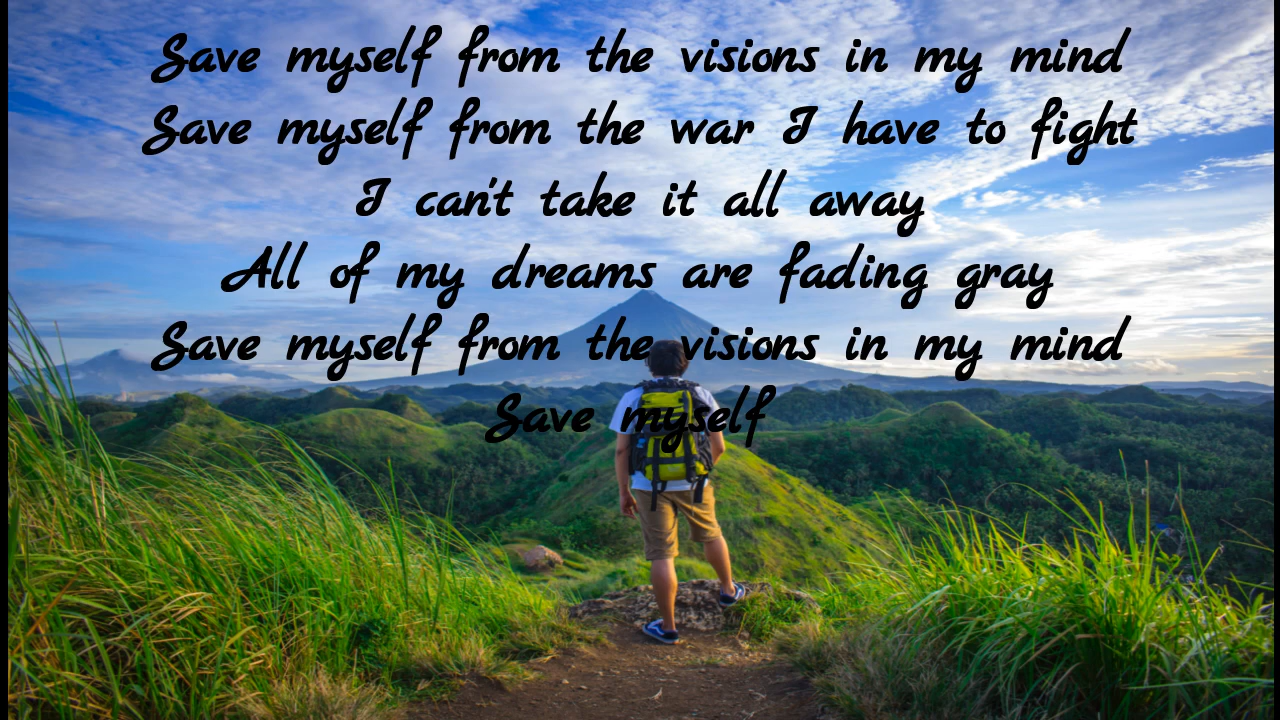 Save myself from the visions in my mind
Save myself from the war I have to fight
I can't take it all away
All of my dreams are fading gray
Save myself from the visions in my mind
Save myself